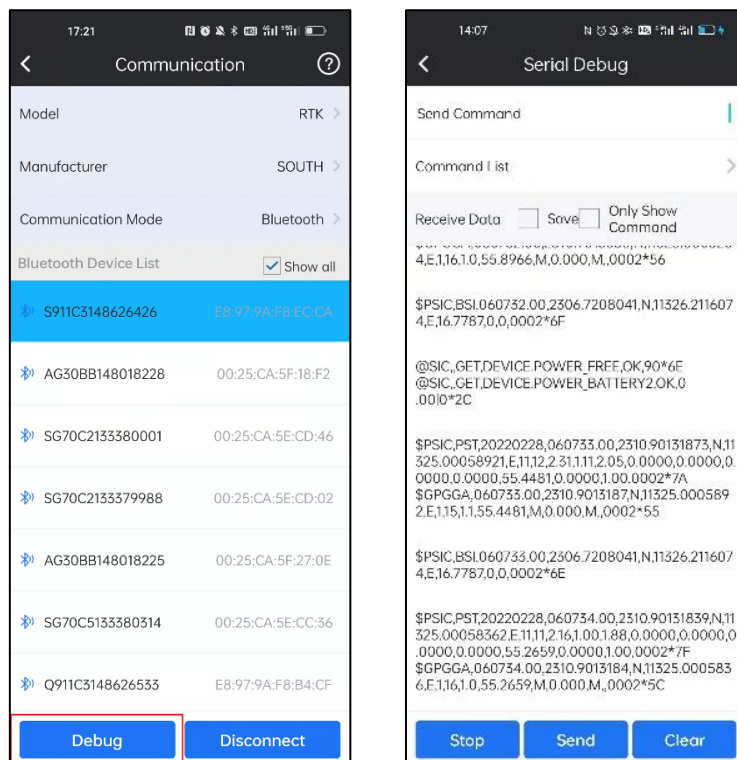 17:21
Communication
Model
RTK
Manufacturer
SOUTH
Communication Mode
Bluetooth
Bluetooth Device List
Show all
S911C3148626426
E8:97:9A:F8:EC:CA
AG30BB148018228
00:25:CA:5F:18:F2
SG70C2133380001
00:25:CA:5E:CD:46
SG70C2133379988
00:25:CA:5E:CD:02
AG30BB148018225
00:25:CA:5F:27:0E
SG70C5133380314
00:25:CA:5E:CC:36
Q911C3148626533
E8:97:9A:F8:B4:CF
Debug
Disconnect
14:07
Serial Debug
Send Command
Command List
Receive Data
Save
Only Show
Command
4,E,1,16,1.0,55.8966,M,0.000,M,,0002*56
$PSIC,BSI,060732.00,2306.7208041,N,11326.211607
4,E,16.7787,0,0,0002*6F
@SIC,,GET,DEVICE.POWER_FREE,OK,90*6E
@SIC,,GET,DEVICE.POWER_BATTERY2,OK,0
.00|0*2C
$PSIC,PST,20220228,060733.00,2310.90131873,N,11
325.00058921,E,11,12,2.31,1.11,2.05,0.0000,0.0000,0.
0000,0.0000,55.4481,0.0000,1.00,0002*7A
$GPGGA,060733.00,2310.9013187,N,11325.000589
2,E,1,15,1.1,55.4481,M,0.000,M,,0002*55
$PSIC,BSI,060733.00,2306.7208041,N,11326.211607
4,E,16.7787,0,0,0002*6E
$PSIC,PST,20220228,060734.00,2310.90131839,N,11
325.00058362,E,11,11,2.16,1.00,1.88,0.0000,0.0000,0
.0000,0.0000,55.2659,0.0000,1.00,0002*7F
$GPGGA,060734.00,2310.9013184,N,11325.000583
6,E,1,16,1.0,55.2659,M,0.000,M,,0002*5C
Stop
Send
Clear